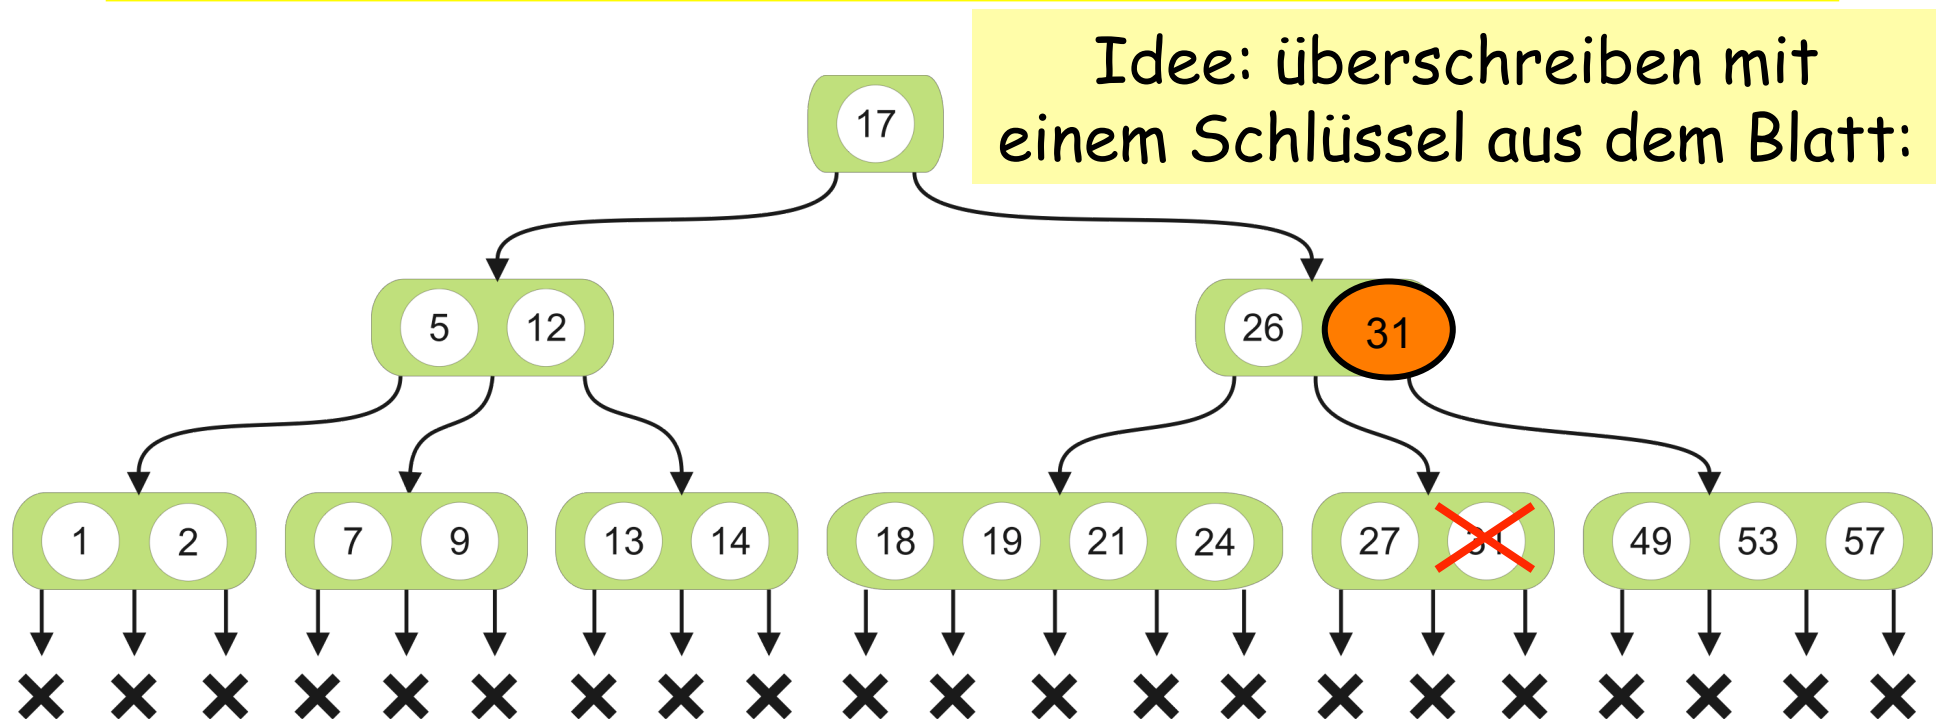 Idee: überschreiben mit
einem Schlüssel aus dem Blatt:
17
5 12 26 31
1 2 7 9 13 14 18 19 21 24 27 31 49 53 57